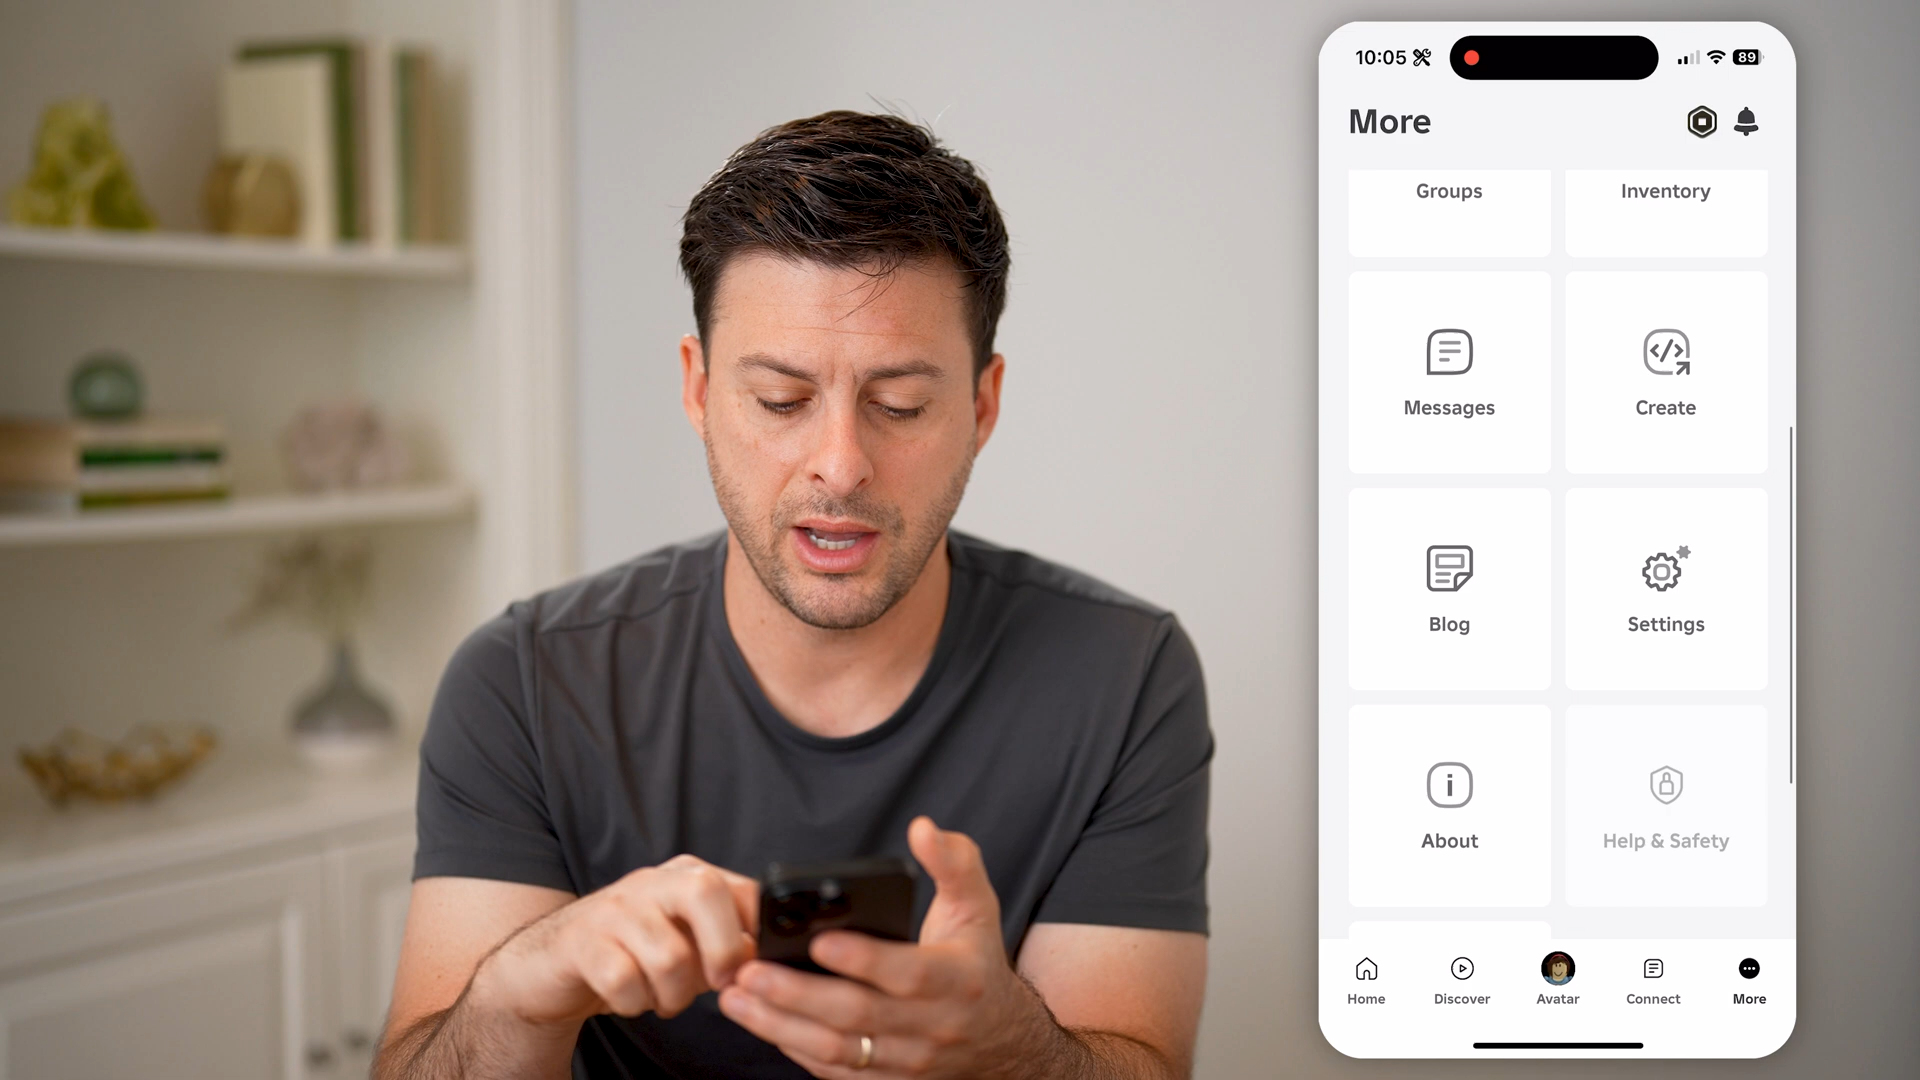 10:05
89
More
Groups
Inventory
Messages
Create
Blog
Settings
About
Help & Safety
Home
Discover
Avatar
Connect
More